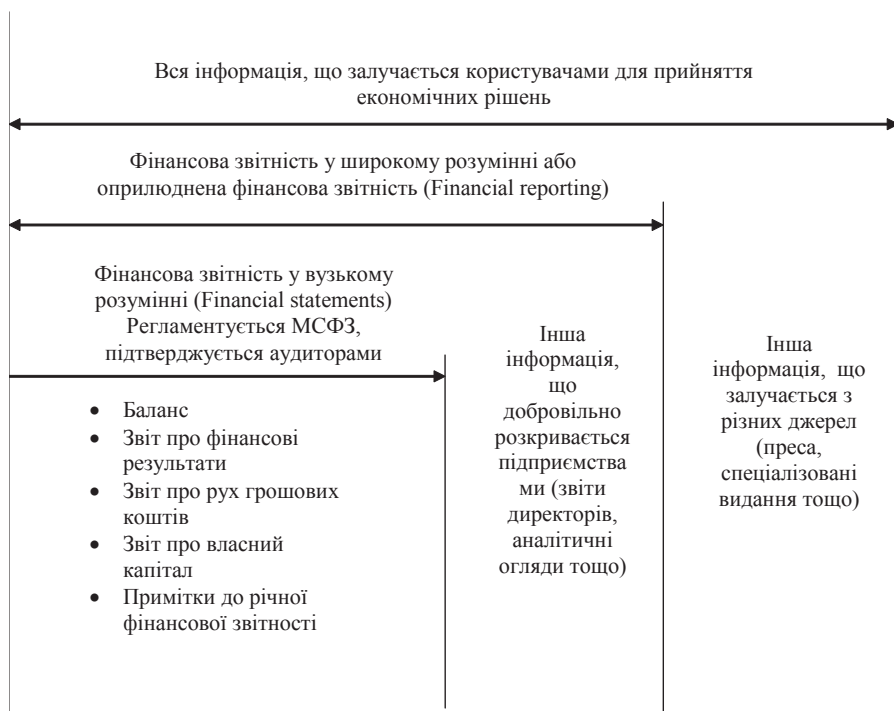 Вся інформація, що залучається користувачами для прийняття
економічних рішень
Фінансова звітність у широкому розумінні або
оприлюднена фінансова звітність (Financial reporting)
Фінансова звітність у вузькому
розумінні (Financial statements)
Регламентується МСФЗ,
підтверджується аудиторами
• Баланс
• Звіт про фінансові
результати
• Звіт про рух грошових
коштів
• Звіт про власний
капітал
• Примітки до річної
фінансової звітності
Інша
інформація,
що
добровільно
розкривається
підприємства
ми (звіти
директорів,
аналітичні
огляди тощо)
Інша
інформація, що
залучається з
різних джерел
(преса,
спеціалізовані
видання тощо)